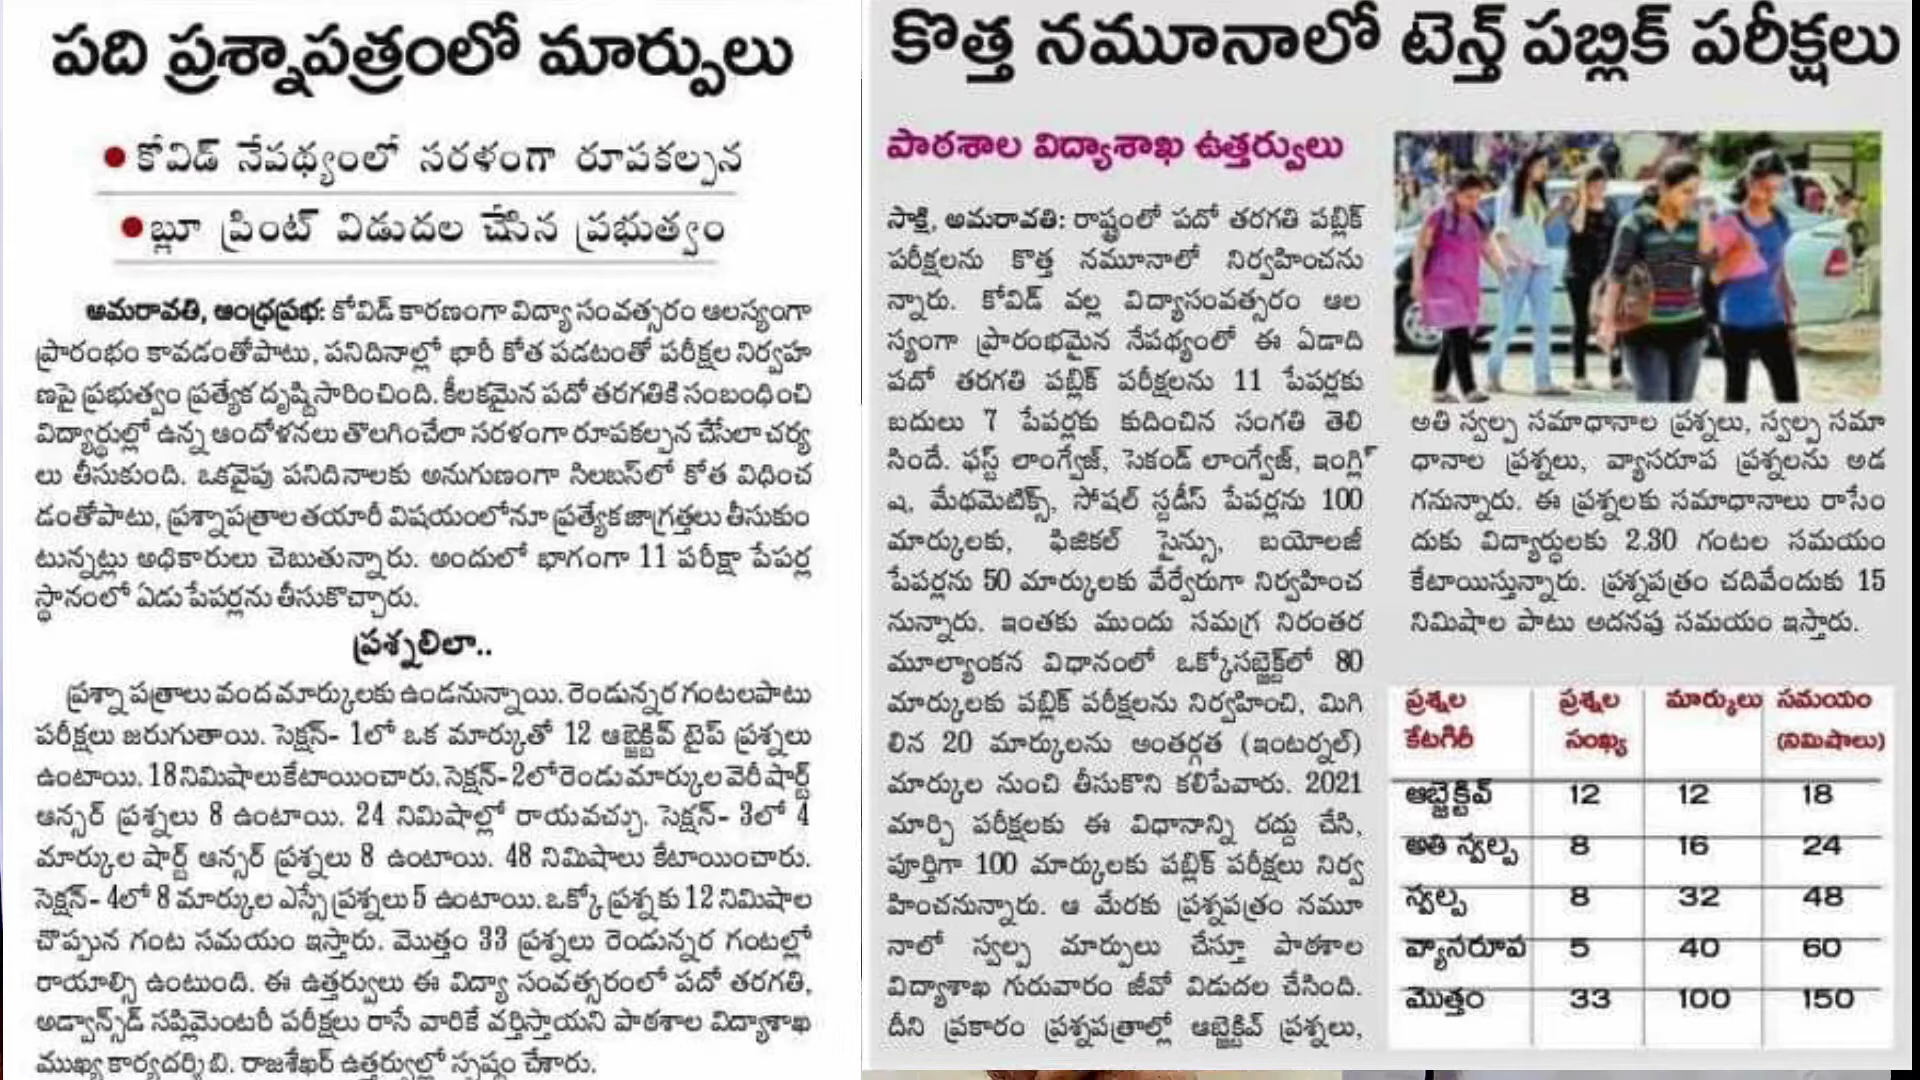 పది ప్రశ్నాపత్రంలో మార్పులు
● కోవిడ్ నేపథ్యంలో సరళంగా రూపకల్పన
● బ్లూ ప్రింట్ విడుదల చేసిన ప్రభుత్వం
అమరావతి, ఆంధ్రప్రభ: కోవిడ్ కారణంగా విద్యా సంవత్సరం ఆలస్యంగా
ప్రారంభం కావడంతోపాటు, పనిదినాల్లో భారీ కోత పడటంతో పరీక్షల నిర్వహ
ణపై ప్రభుత్వం ప్రత్యేక దృష్టిసారించింది. కీలకమైన పదో తరగతికి సంబంధించి
విద్యార్థుల్లో ఉన్న ఆందోళనలు తొలగించేలా సరళంగా రూపకల్పన చేసేలా చర్య
లు తీసుకుంది. ఒకవైపు పనిదినాలకు అనుగుణంగా సిలబస్‌లో కోత విధించ
డంతోపాటు, ప్రశ్నాపత్రాల తయారీ విషయంలోనూ ప్రత్యేక జాగ్రత్తలు తీసుకుం
టున్నట్లు అధికారులు చెబుతున్నారు. అందులో భాగంగా 11 పరీక్షా పేపర్ల
స్థానంలో ఏడు పేపర్లను తీసుకొచ్చారు.
ప్రశ్నలిలా..
ప్రశ్నా పత్రాలు వంద మార్కులకు ఉండనున్నాయి. రెండున్నర గంటలపాటు
పరీక్షలు జరుగుతాయి. సెక్షన్- 1లో ఒక మార్కుతో 12 ఆబ్జెక్టివ్ టైప్ ప్రశ్నలు
ఉంటాయి. 18 నిమిషాలు కేటాయించారు. సెక్షన్- 2లో రెండు మార్కుల వెరీ షార్ట్
ఆన్సర్ ప్రశ్నలు 8 ఉంటాయి. 24 నిమిషాల్లో రాయవచ్చు. సెక్షన్- 3లో 4
మార్కుల షార్ట్ ఆన్సర్ ప్రశ్నలు 8 ఉంటాయి. 48 నిమిషాలు కేటాయించారు.
సెక్షన్- 4లో 8 మార్కుల ఎస్సే ప్రశ్నలు 5 ఉంటాయి. ఒక్కో ప్రశ్నకు 12 నిమిషాల
చొప్పున గంట సమయం ఇస్తారు. మొత్తం 33 ప్రశ్నలు రెండున్నర గంటల్లో
రాయాల్సి ఉంటుంది. ఈ ఉత్తర్వులు ఈ విద్యా సంవత్సరంలో పదో తరగతి,
అడ్వాన్స్‌డ్ సప్లిమెంటరీ పరీక్షలు రాసే వారికే వర్తిస్తాయని పాఠశాల విద్యాశాఖ
ముఖ్య కార్యదర్శి బి. రాజశేఖర్ ఉత్తర్వుల్లో స్పష్టం చేశారు.
కొత్త నమూనాలో టెన్త్ పబ్లిక్ పరీక్షలు
పాఠశాల విద్యాశాఖ ఉత్తర్వులు
సాక్షి, అమరావతి: రాష్ట్రంలో పదో తరగతి పబ్లిక్
పరీక్షలను కొత్త నమూనాలో నిర్వహించను
న్నారు. కోవిడ్ వల్ల విద్యాసంవత్సరం ఆల
స్యంగా ప్రారంభమైన నేపథ్యంలో ఈ ఏడాది
పదో తరగతి పబ్లిక్ పరీక్షలను 11 పేపర్లకు
బదులు 7 పేపర్లకు కుదించిన సంగతి తెలి
సిందే. ఫస్ట్ లాంగ్వేజ్, సెకండ్ లాంగ్వేజ్, ఇంగ్లి
ష, మేథమెటిక్స్, సోషల్ స్టడీస్ పేపర్లను 100
మార్కులకు, ఫిజికల్ సైన్సు, బయోలజీ
పేపర్లను 50 మార్కులకు వేర్వేరుగా నిర్వహించ
నున్నారు. ఇంతకు ముందు సమగ్ర నిరంతర
మూల్యాంకన విధానంలో ఒక్కోసబ్జెక్ట్‌లో 80
మార్కులకు పబ్లిక్ పరీక్షలను నిర్వహించి, మిగి
లిన 20 మార్కులను అంతర్గత (ఇంటర్నల్)
మార్కుల నుంచి తీసుకొని కలిపేవారు. 2021
మార్చి పరీక్షలకు ఈ విధానాన్ని రద్దు చేసి,
పూర్తిగా 100 మార్కులకు పబ్లిక్ పరీక్షలు నిర్వ
హించనున్నారు. ఆ మేరకు ప్రశ్నపత్రం నమూ
నాలో స్వల్ప మార్పులు చేస్తూ పాఠశాల
విద్యాశాఖ గురువారం జీవో విడుదల చేసింది.
దీని ప్రకారం ప్రశ్నపత్రాల్లో ఆబ్జెక్టివ్ ప్రశ్నలు,
అతి స్వల్ప సమాధానాల ప్రశ్నలు, స్వల్ప సమా
ధానాల ప్రశ్నలు, వ్యాసరూప ప్రశ్నలను అడ
గనున్నారు. ఈ ప్రశ్నలకు సమాధానాలు రాసేం
దుకు విద్యార్థులకు 2.30 గంటల సమయం
కేటాయిస్తున్నారు. ప్రశ్నపత్రం చదివేందుకు 15
నిమిషాల పాటు అదనపు సమయం ఇస్తారు.
ప్రశ్నల ప్రశ్నల మార్కులు సమయం
కేటగిరీ సంఖ్య (నిమిషాలు)
ఆబ్జెక్టివ్ 12 12 18
అతి స్వల్ప 8 16 24
స్వల్ప 8 32 48
వ్యాసరూప 5 40 60
మొత్తం 33 100 150